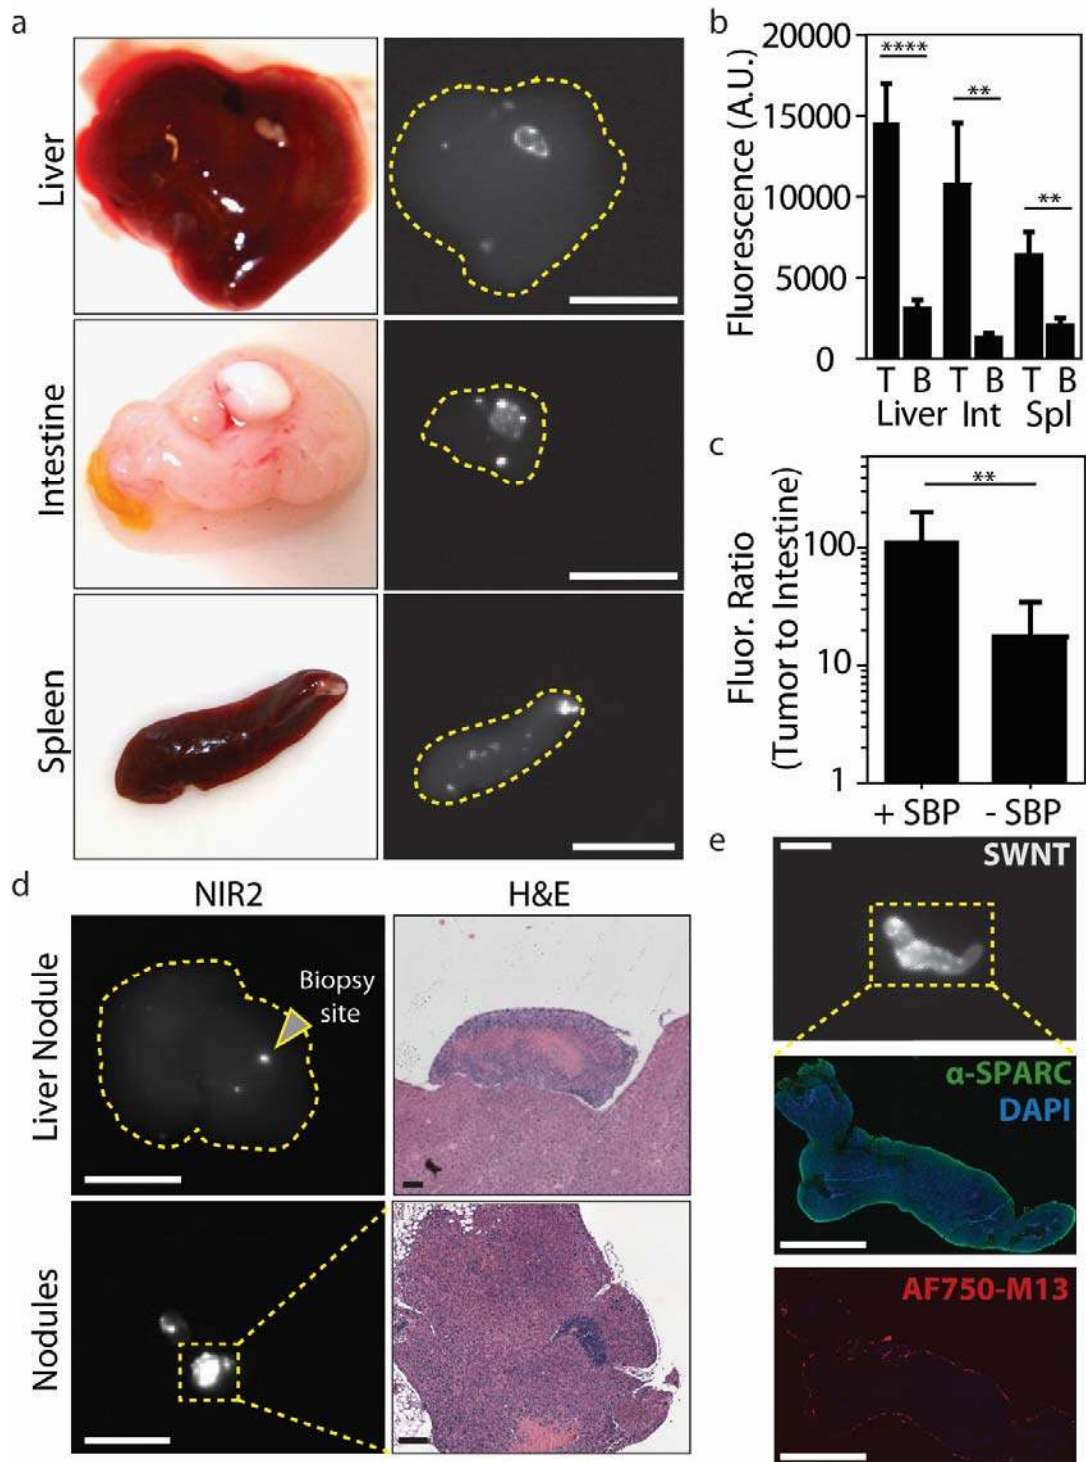 a
Liver
Intestine
Spleen
b
Fluorescence (A.U.)
20000
15000
10000
5000
0
****
**
**
T B T B T B
Liver Int Spl
c
Fluor. Ratio
(Tumor to Intestine)
100
10
1
**
+ SBP - SBP
d
NIR2 H&E
Liver Nodule
Biopsy
site
Nodules
e
SWNT
α-SPARC
DAPI
AF750-M13